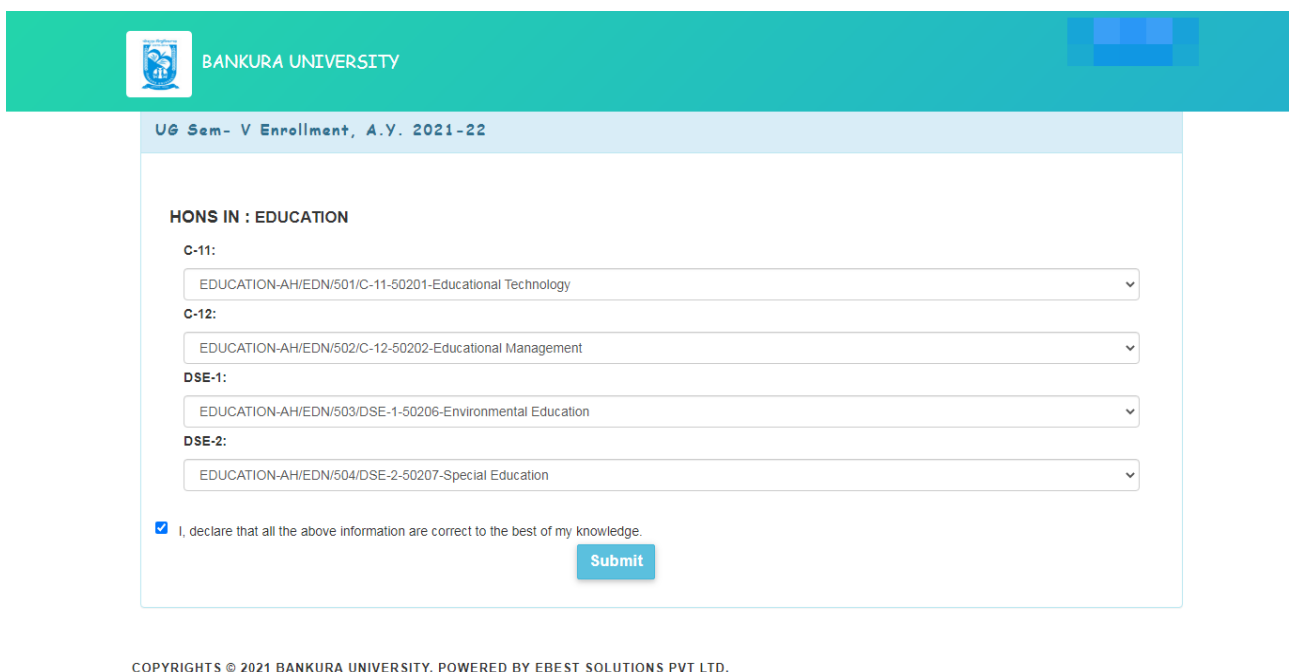 BANKURA UNIVERSITY
UG Sem- V Enrollment, A.Y. 2021-22
HONS IN : EDUCATION
C-11:
EDUCATION-AH/EDN/501/C-11-50201-Educational Technology
C-12:
EDUCATION-AH/EDN/502/C-12-50202-Educational Management
DSE-1:
EDUCATION-AH/EDN/503/DSE-1-50206-Environmental Education
DSE-2:
EDUCATION-AH/EDN/504/DSE-2-50207-Special Education
I, declare that all the above information are correct to the best of my knowledge.
Submit
COPYRIGHTS © 2021 BANKURA UNIVERSITY. POWERED BY EBEST SOLUTIONS PVT LTD.